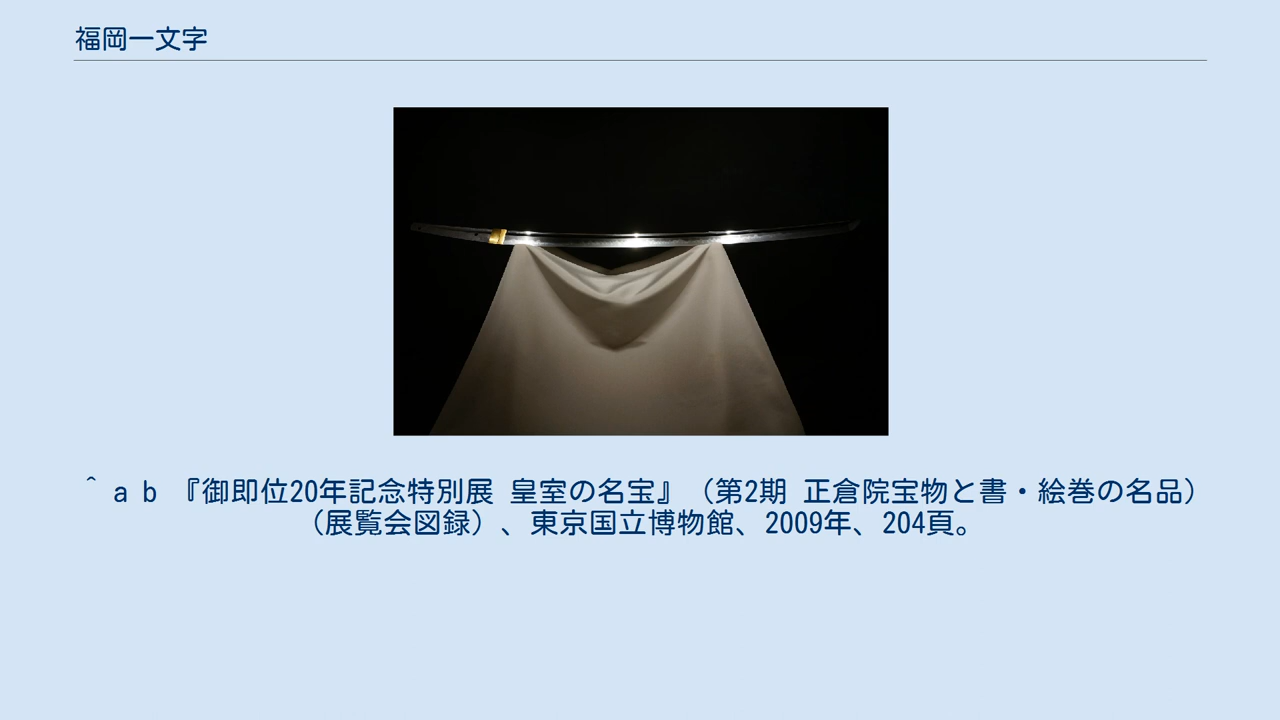 福岡一文字
^ a b 『御即位20年記念特別展 皇室の名宝』（第2期 正倉院宝物と書・絵巻の名品）
（展覧会図録）、東京国立博物館、2009年、204頁。